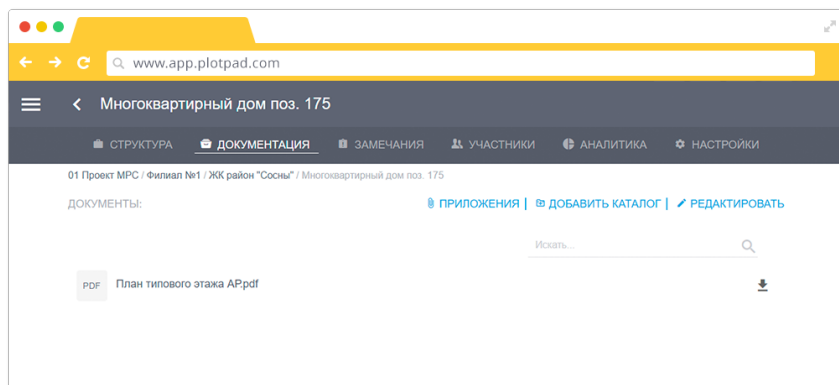 www.app.plotpad.com
Многоквартирный дом поз. 175
СТРУКТУРА ДОКУМЕНТАЦИЯ ЗАМЕЧАНИЯ УЧАСТНИКИ АНАЛИТИКА НАСТРОЙКИ
01 Проект МРС / Филиал №1 / ЖК район "Сосны" / Многоквартирный дом поз. 175
ДОКУМЕНТЫ: ПРИЛОЖЕНИЯ | ДОБАВИТЬ КАТАЛОГ | РЕДАКТИРОВАТЬ
Искать...
PDF План типового этажа АР.pdf